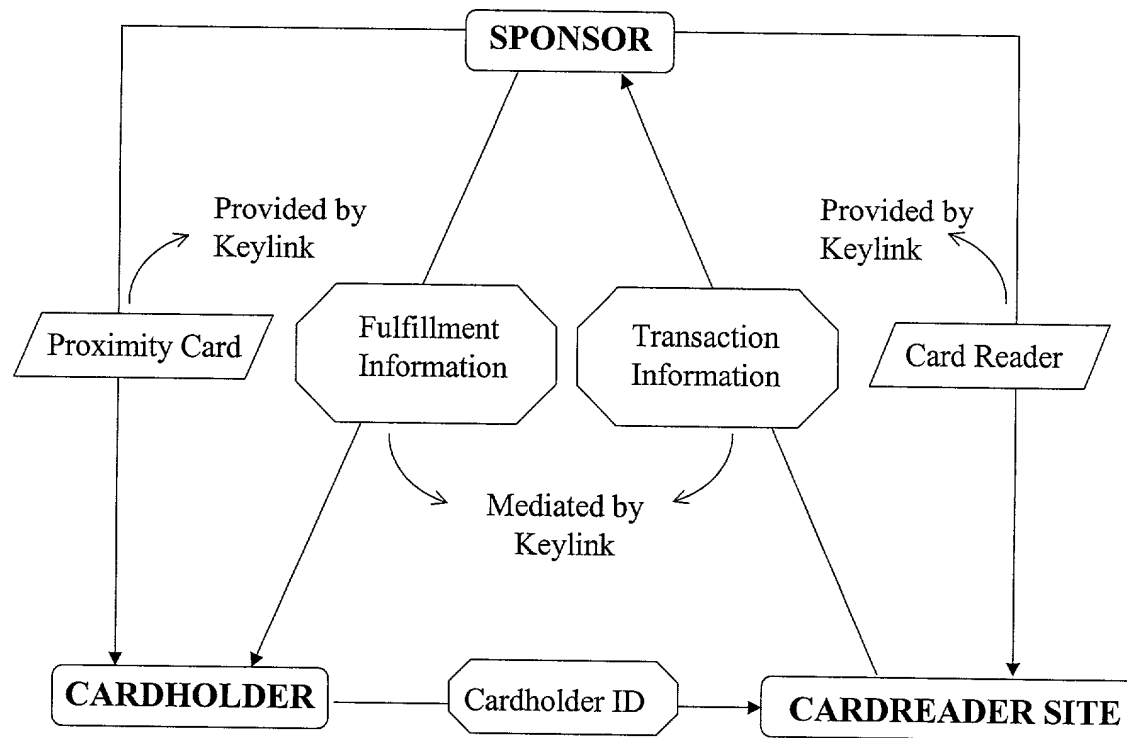 SPONSOR
Provided by
Keylink
Provided by
Keylink
Proximity Card
Fulfillment
Information
Transaction
Information
Card Reader
Mediated by
Keylink
CARDHOLDER
Cardholder ID
CARDREADER SITE